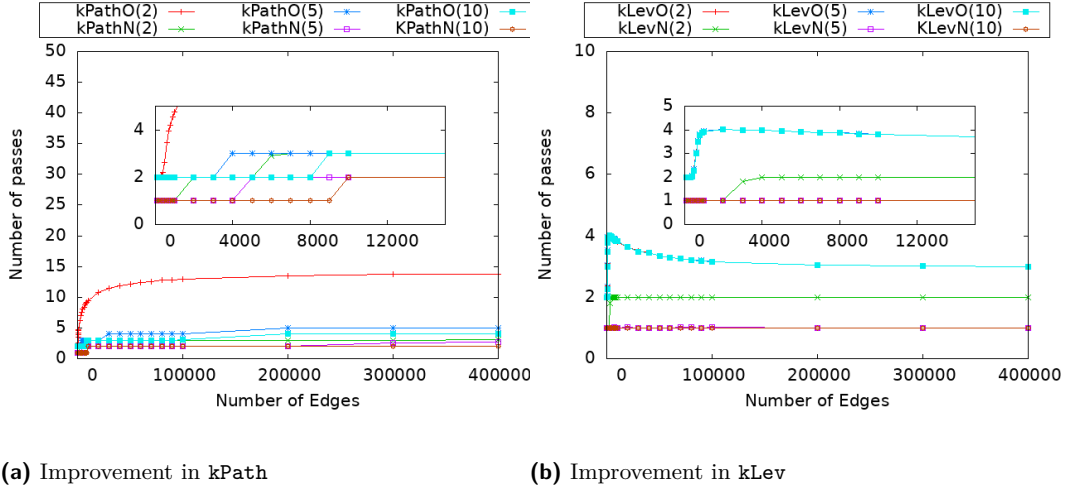 kPathO(2) kPathO(5) kPathO(10)
kPathN(2) kPathN(5) KPathN(10)
50
45
40
35
30
25
20
15
10
5
0
Number of passes
4
2
0
0 4000 8000 12000
0 100000 200000 300000 400000
Number of Edges
(a) Improvement in kPath
kLevO(2) kLevO(5) kLevO(10)
kLevN(2) kLevN(5) KLevN(10)
10
8
6
4
2
0
Number of passes
5
4
3
2
1
0
0 4000 8000 12000
0 100000 200000 300000 400000
Number of Edges
(b) Improvement in kLev